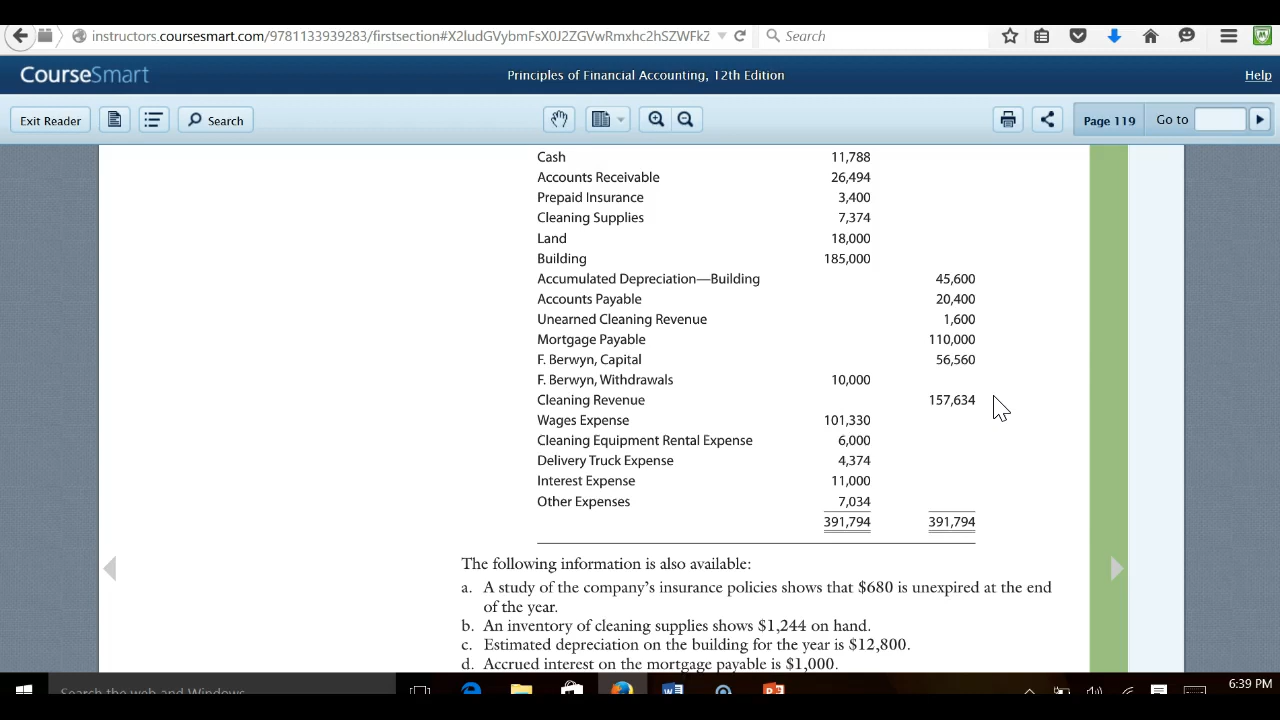 instructors.coursesmart.com/9781133939283/firstsection#X2ludGVybmFsX0J2ZGVwRmxhc2hSZWFkZ
Search
CourseSmart
Principles of Financial Accounting, 12th Edition
Help
Exit Reader
Search
Page 119
Go to
Cash 11,788
Accounts Receivable 26,494
Prepaid Insurance 3,400
Cleaning Supplies 7,374
Land 18,000
Building 185,000
Accumulated Depreciation—Building 45,600
Accounts Payable 20,400
Unearned Cleaning Revenue 1,600
Mortgage Payable 110,000
F. Berwyn, Capital 56,560
F. Berwyn, Withdrawals 10,000
Cleaning Revenue 157,634
Wages Expense 101,330
Cleaning Equipment Rental Expense 6,000
Delivery Truck Expense 4,374
Interest Expense 11,000
Other Expenses 7,034
391,794 391,794
The following information is also available:
a. A study of the company's insurance policies shows that $680 is unexpired at the end
of the year.
b. An inventory of cleaning supplies shows $1,244 on hand.
c. Estimated depreciation on the building for the year is $12,800.
d. Accrued interest on the mortgage payable is $1,000.
Search the web and Windows
6:39 PM